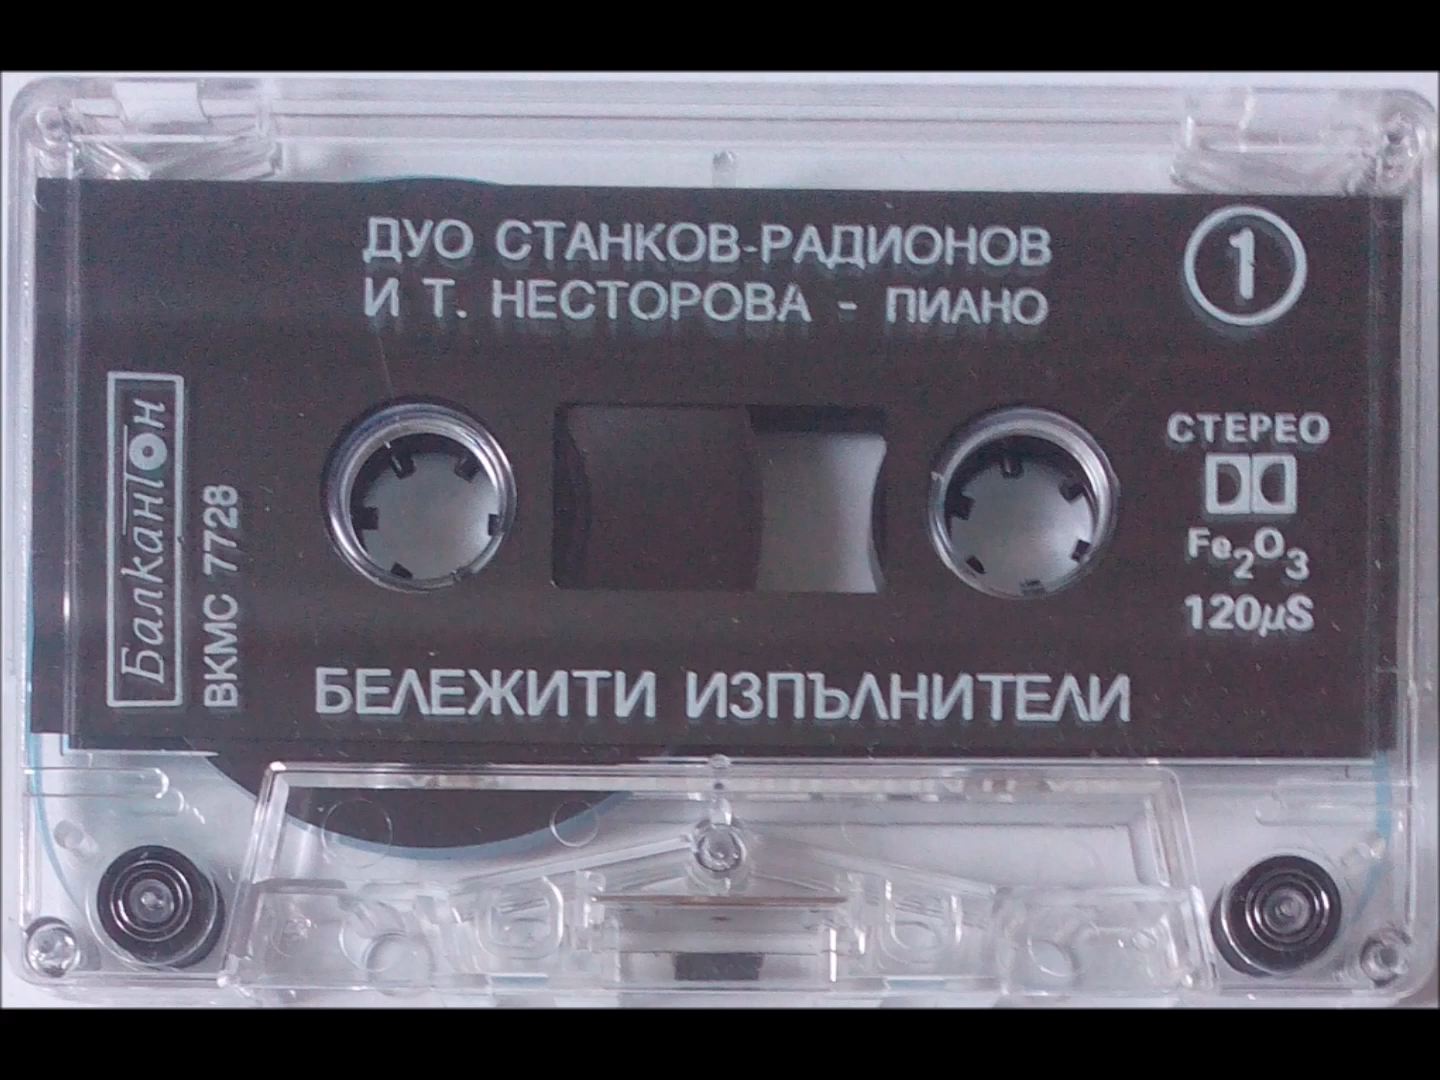 ДУО СТАНКОВ-РАДИОНОВ
И Т. НЕСТОРОВА - ПИАНО
1
Балкантон
ВКМС 7728
СТЕРЕО
Fe₂O₃
120µS
БЕЛЕЖИТИ ИЗПЪЛНИТЕЛИ